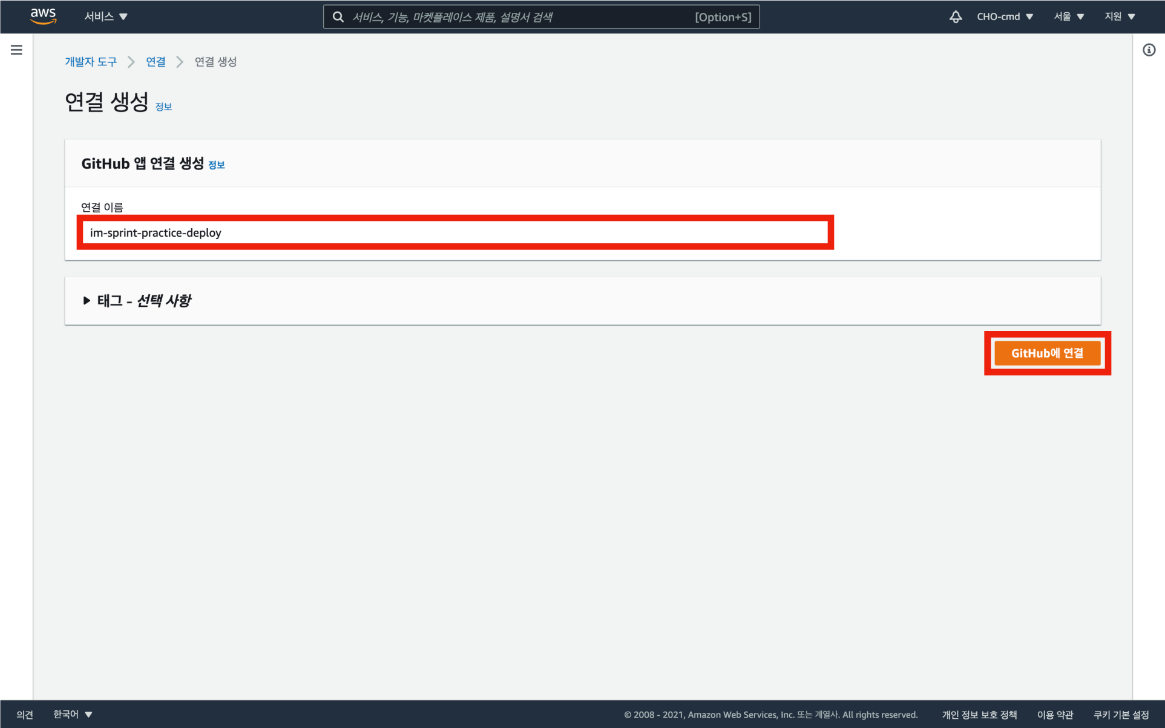 aws 서비스 ▼ 서비스, 기능, 마켓플레이스 제품, 설명서 검색 [Option+S] CHO-cmd ▼ 서울 ▼ 지원 ▼
개발자 도구 > 연결 > 연결 생성
연결 생성 정보
GitHub 앱 연결 생성 정보
연결 이름
im-sprint-practice-deploy
▶ 태그 - 선택 사항
GitHub에 연결
의견 한국어 ▼ © 2008 - 2021, Amazon Web Services, Inc. 또는 계열사. All rights reserved. 개인 정보 보호 정책 이용 약관 쿠키 기본 설정